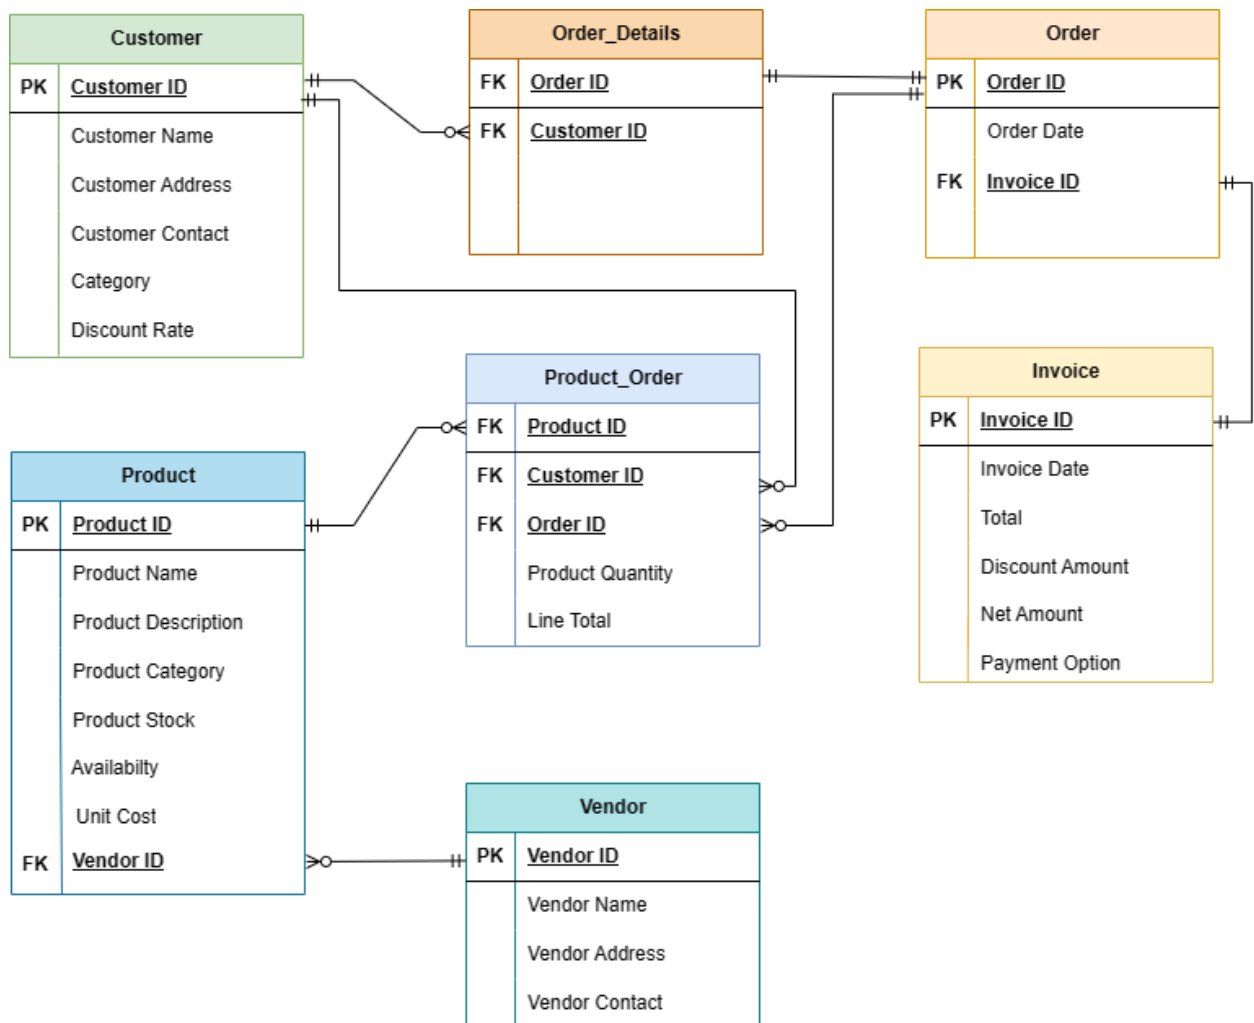 Customer
PK Customer ID
Customer Name
Customer Address
Customer Contact
Category
Discount Rate
Order_Details
FK Order ID
FK Customer ID
Order
PK Order ID
Order Date
FK Invoice ID
Product_Order
FK Product ID
FK Customer ID
FK Order ID
Product Quantity
Line Total
Invoice
PK Invoice ID
Invoice Date
Total
Discount Amount
Net Amount
Payment Option
Product
PK Product ID
Product Name
Product Description
Product Category
Product Stock
Availabilty
Unit Cost
FK Vendor ID
Vendor
PK Vendor ID
Vendor Name
Vendor Address
Vendor Contact